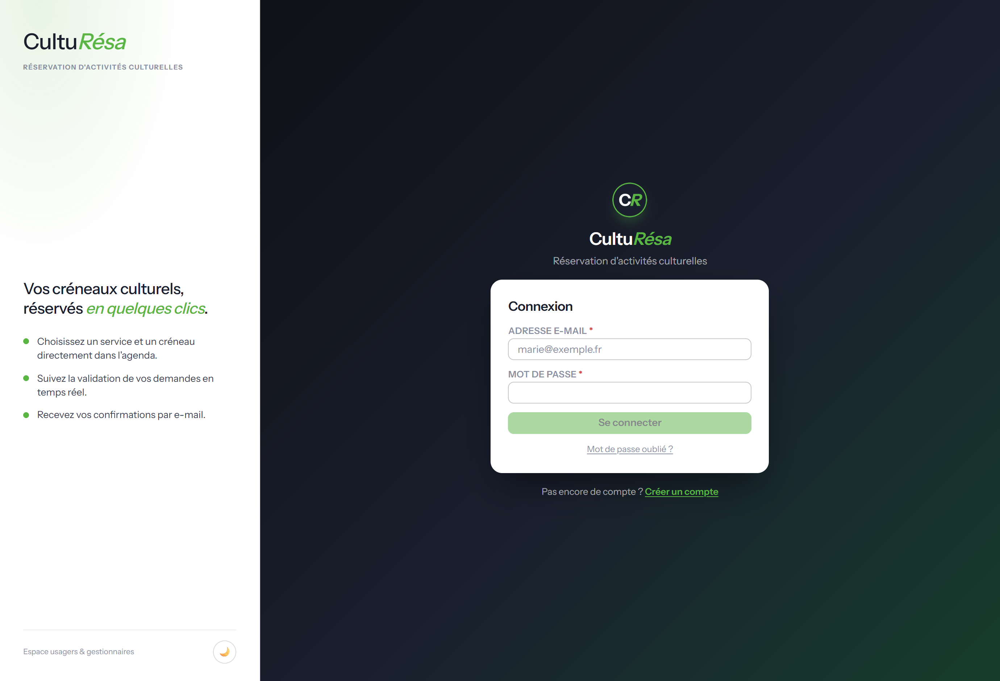 CultuRésa
RÉSERVATION D'ACTIVITÉS CULTURELLES
Vos créneaux culturels,
réservés en quelques clics.
Choisissez un service et un créneau
directement dans l'agenda.
Suivez la validation de vos demandes en
temps réel.
Recevez vos confirmations par e-mail.
Espace usagers & gestionnaires
CR
CultuRésa
Réservation d'activités culturelles
Connexion
ADRESSE E-MAIL *
marie@exemple.fr
MOT DE PASSE *
Se connecter
Mot de passe oublié ?
Pas encore de compte ? Créer un compte